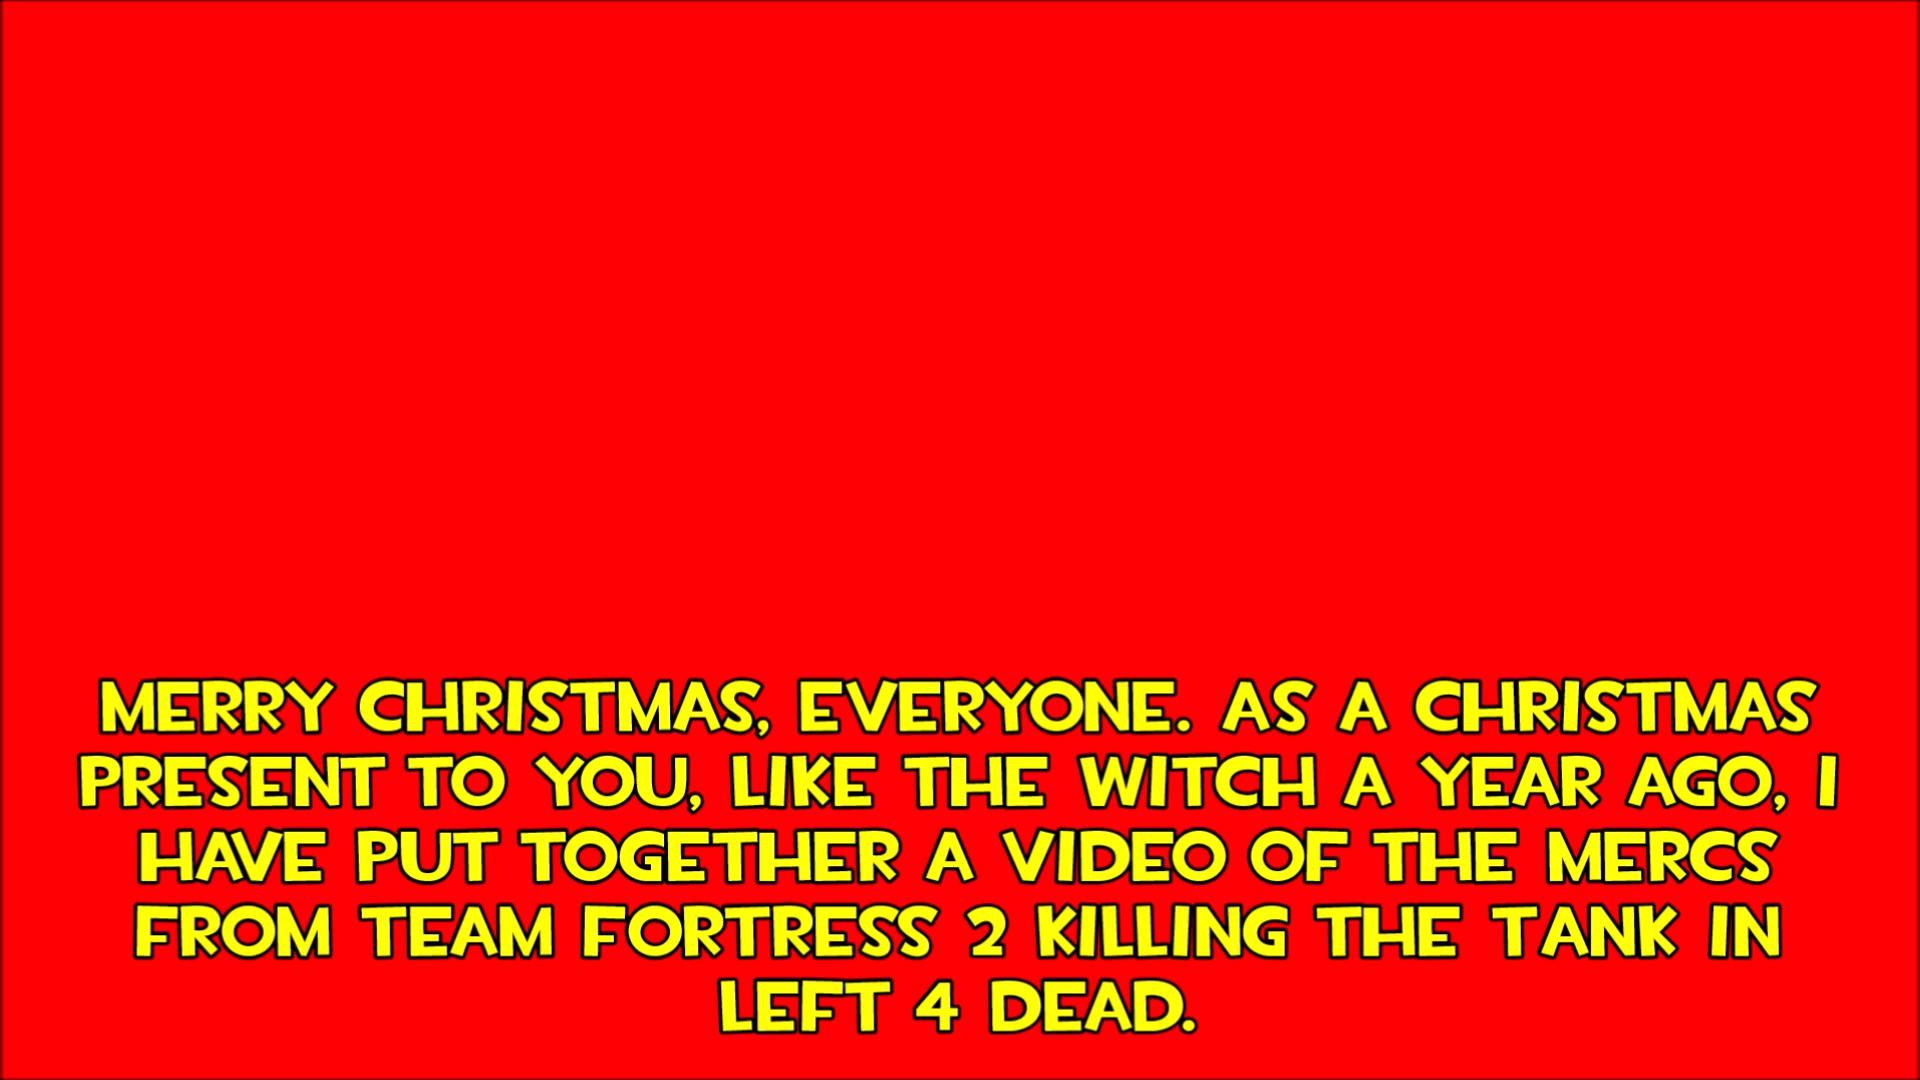 MERRY CHRISTMAS, EVERYONE. AS A CHRISTMAS
PRESENT TO YOU, LIKE THE WITCH A YEAR AGO, I
HAVE PUT TOGETHER A VIDEO OF THE MERCS
FROM TEAM FORTRESS 2 KILLING THE TANK IN
LEFT 4 DEAD.